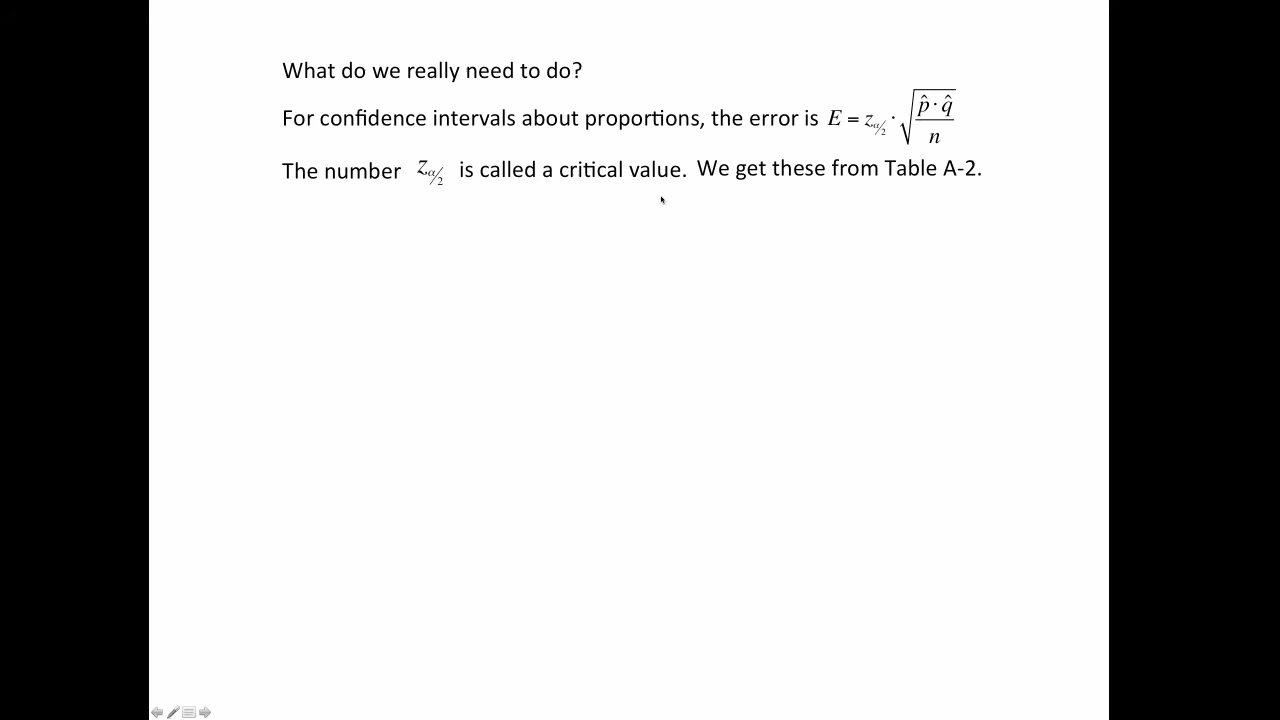 What do we really need to do?
For confidence intervals about proportions, the error is E = z_{α/2} · √(p̂ · q̂ / n)
The number z_{α/2} is called a critical value. We get these from Table A-2.